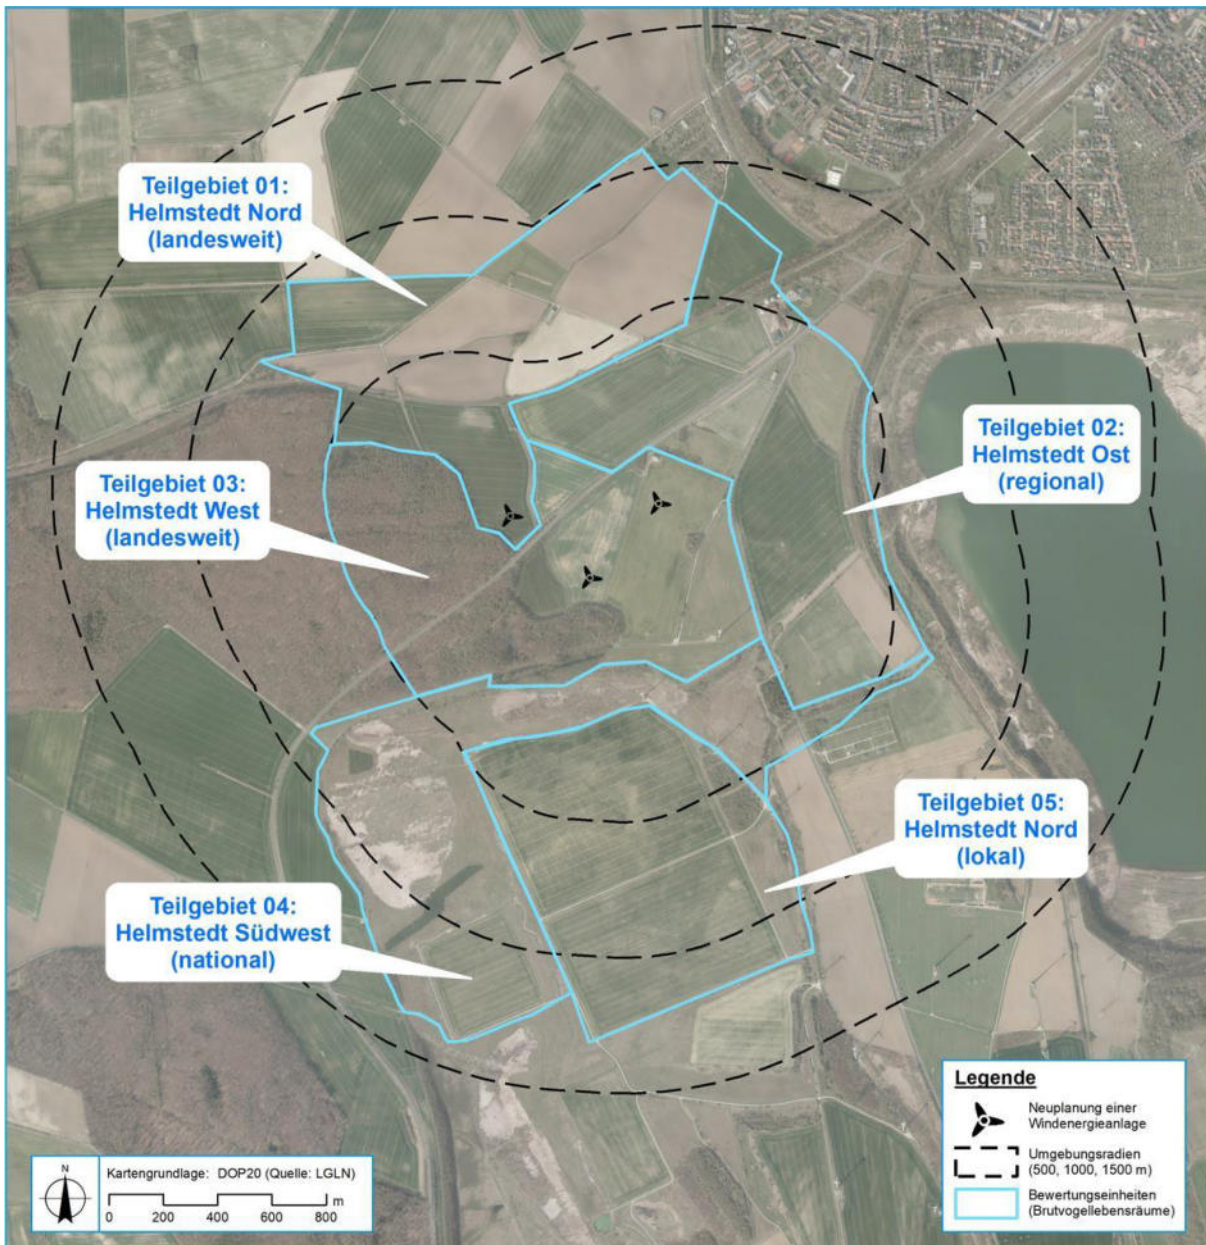 Teilgebiet 01:
Helmstedt Nord
(landesweit)
Teilgebiet 02:
Helmstedt Ost
(regional)
Teilgebiet 03:
Helmstedt West
(landesweit)
Teilgebiet 05:
Helmstedt Nord
(lokal)
Teilgebiet 04:
Helmstedt Südwest
(national)
Legende
Neuplanung einer
Windenergieanlage
Umgebungsradien
(500, 1000, 1500 m)
Bewertungseinheiten
(Brutvogellebensräume)
N
Kartengrundlage: DOP20 (Quelle: LGLN)
m
0 200 400 600 800